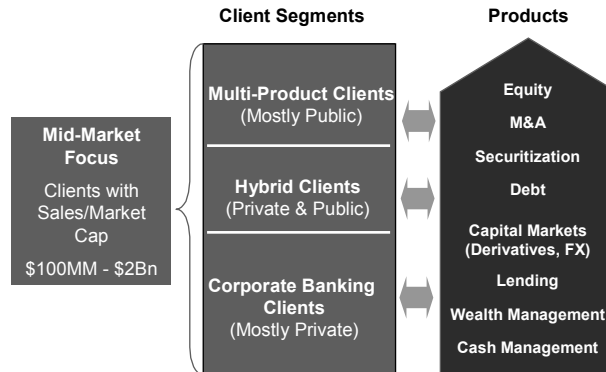 Client Segments
Products
Mid-Market
Focus
Clients with
Sales/Market
Cap
$100MM - $2Bn
Multi-Product Clients
(Mostly Public)
Hybrid Clients
(Private & Public)
Corporate Banking
Clients
(Mostly Private)
Equity
M&A
Securitization
Debt
Capital Markets
(Derivatives, FX)
Lending
Wealth Management
Cash Management